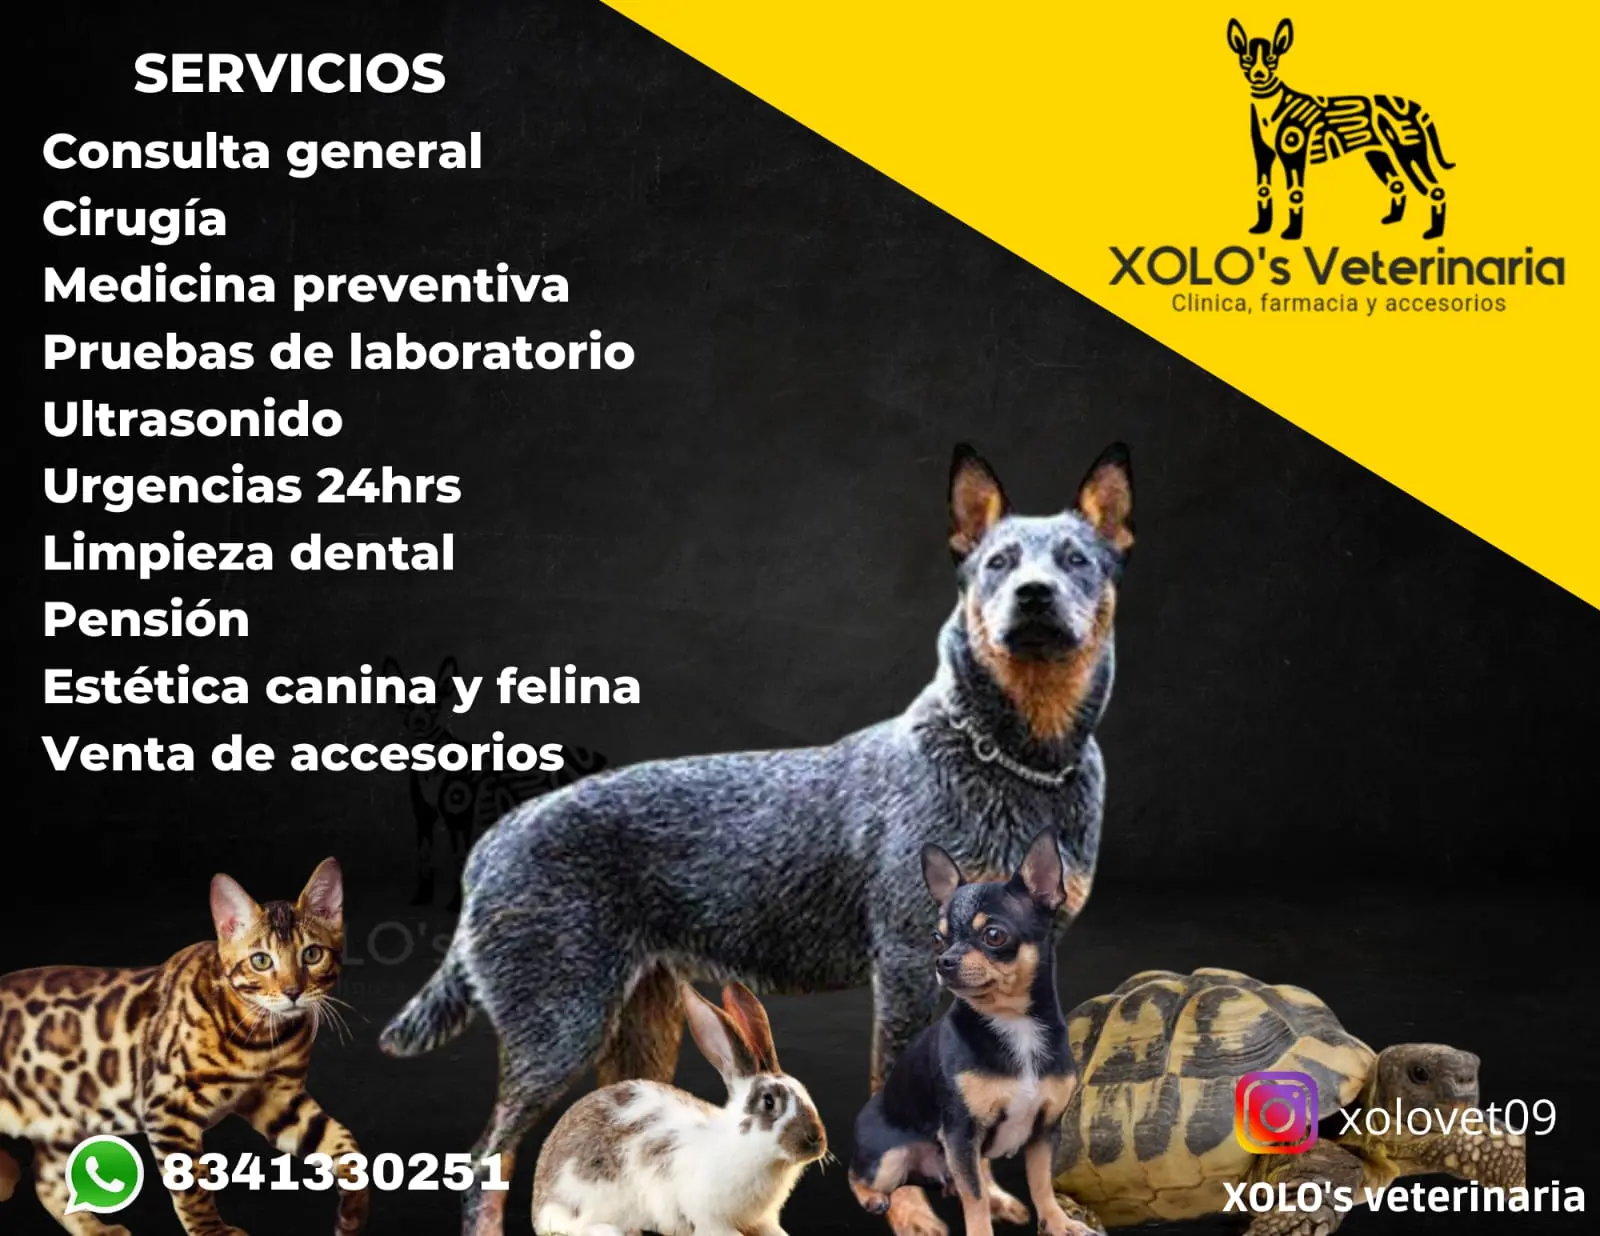 SERVICIOS
Consulta general
Cirugía
Medicina preventiva
Pruebas de laboratorio
Ultrasonido
Urgencias 24hrs
Limpieza dental
Pensión
Estética canina y felina
Venta de accesorios
XOLO's Veterinaria
Clinica, farmacia y accesorios
LO's
8341330251
xolovet09
XOLO's veterinaria